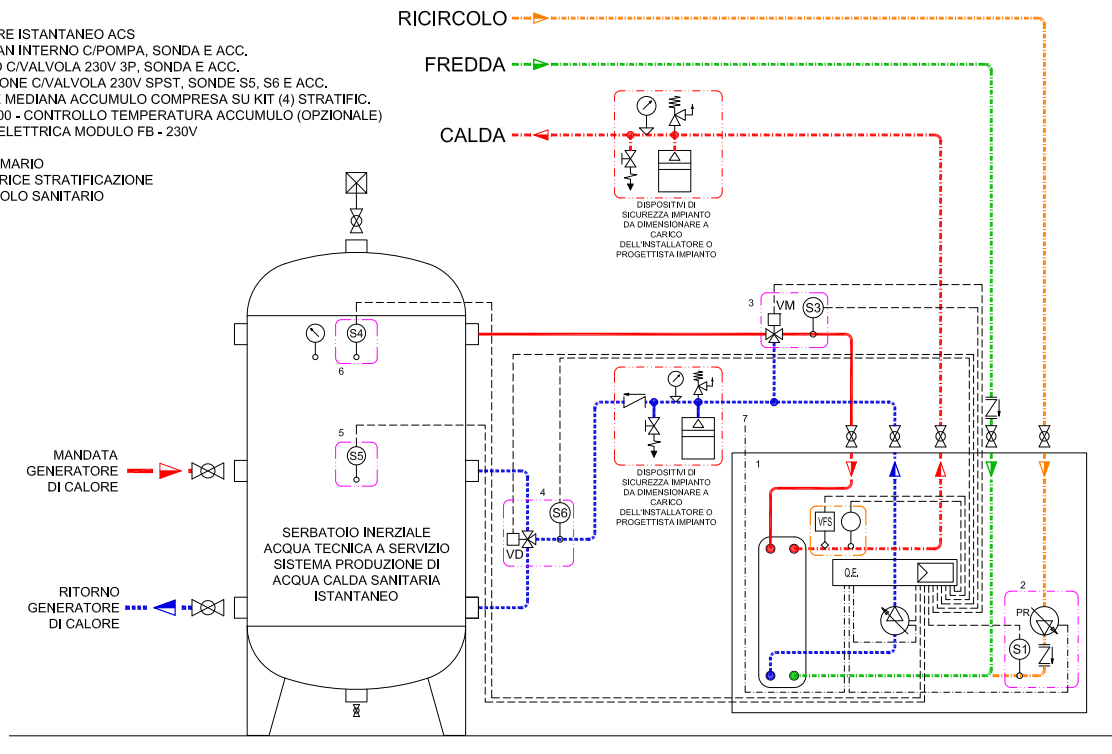 RE ISTANTANEO ACS
AN INTERNO C/POMPA, SONDA E ACC.
O C/VALVOLA 230V 3P, SONDA E ACC.
ONE C/VALVOLA 230V SPST, SONDE S5, S6 E ACC.
E MEDIANA ACCUMULO COMPRESA SU KIT (4) STRATIFIC.
00 - CONTROLLO TEMPERATURA ACCUMULO (OPZIONALE)
ELETTRICA MODULO FB - 230V
MARIO
RICE STRATIFICAZIONE
OLO SANITARIO
RICIRCOLO
FREDDA
CALDA
DISPOSITIVI DI
SICUREZZA IMPIANTO
DA DIMENSIONARE A
CARICO
DELL'INSTALLATORE O
PROGETTISTA IMPIANTO
3
VM
S3
S4
6
5
S5
MANDATA
GENERATORE
DI CALORE
7
1
DISPOSITIVI DI
SICUREZZA IMPIANTO
DA DIMENSIONARE A
CARICO
DELL'INSTALLATORE O
PROGETTISTA IMPIANTO
4
S6
VD
VFS
SERBATOIO INERZIALE
ACQUA TECNICA A SERVIZIO
SISTEMA PRODUZIONE DI
ACQUA CALDA SANITARIA
ISTANTANEO
Q.E.
2
PR
S1
RITORNO
GENERATORE
DI CALORE